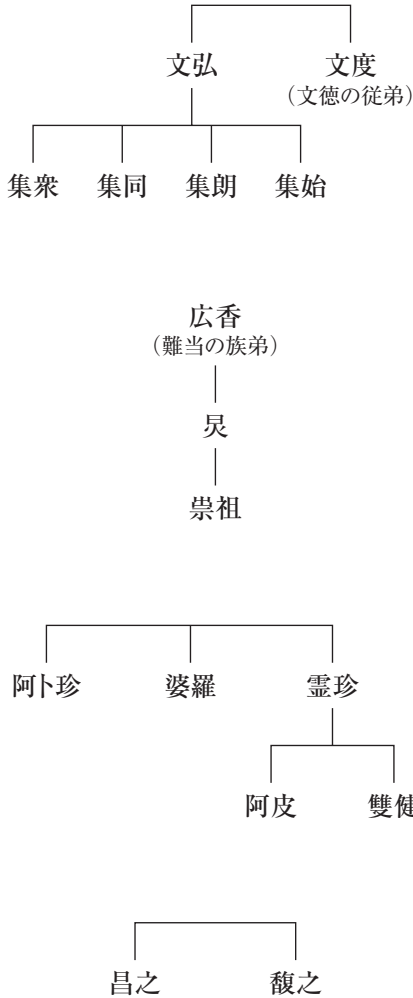 文弘 文度
(文徳の従弟)
集衆 集同 集朗 集始
広香
(難当の族弟)
炅
崇祖
阿卜珍 婆羅 霊珍
阿皮 雙健
昌之 馥之